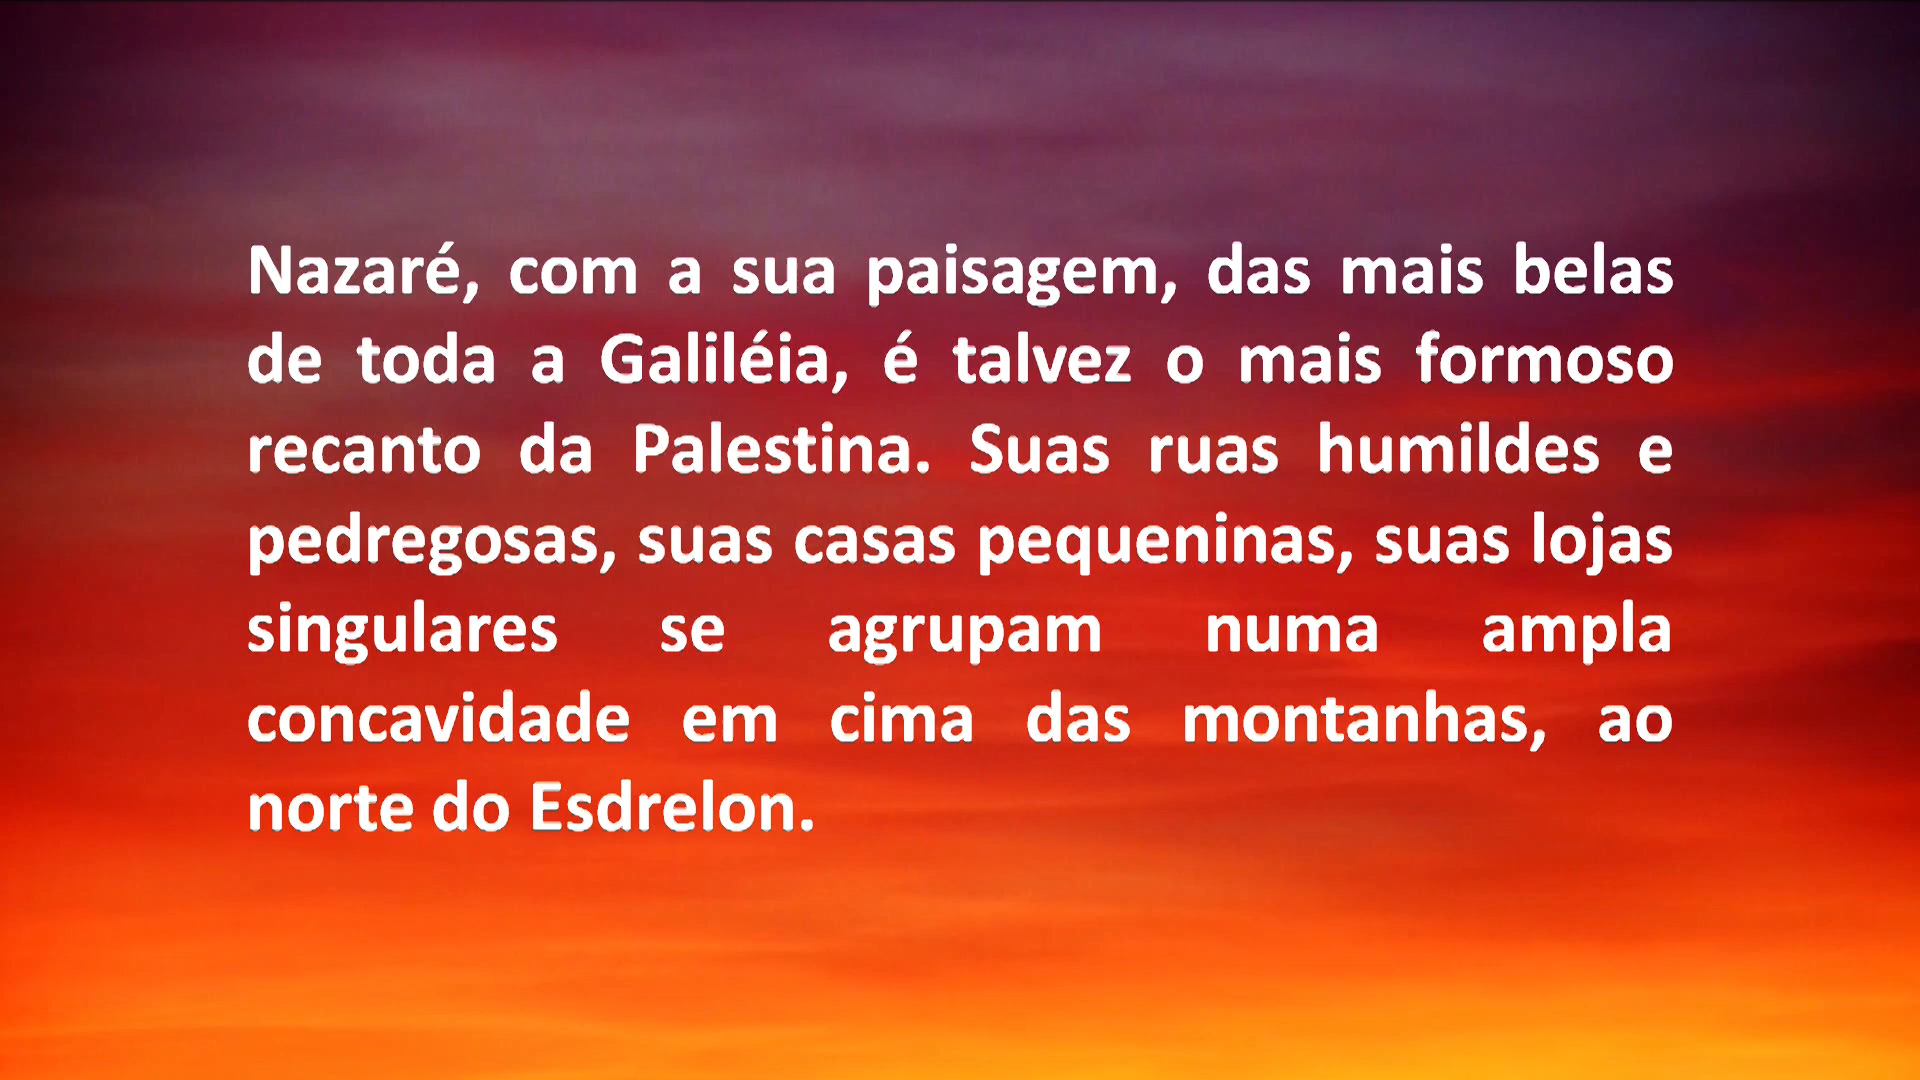 Nazaré, com a sua paisagem, das mais belas
de toda a Galiléia, é talvez o mais formoso
recanto da Palestina. Suas ruas humildes e
pedregosas, suas casas pequeninas, suas lojas
singulares se agrupam numa ampla
concavidade em cima das montanhas, ao
norte do Esdrelon.